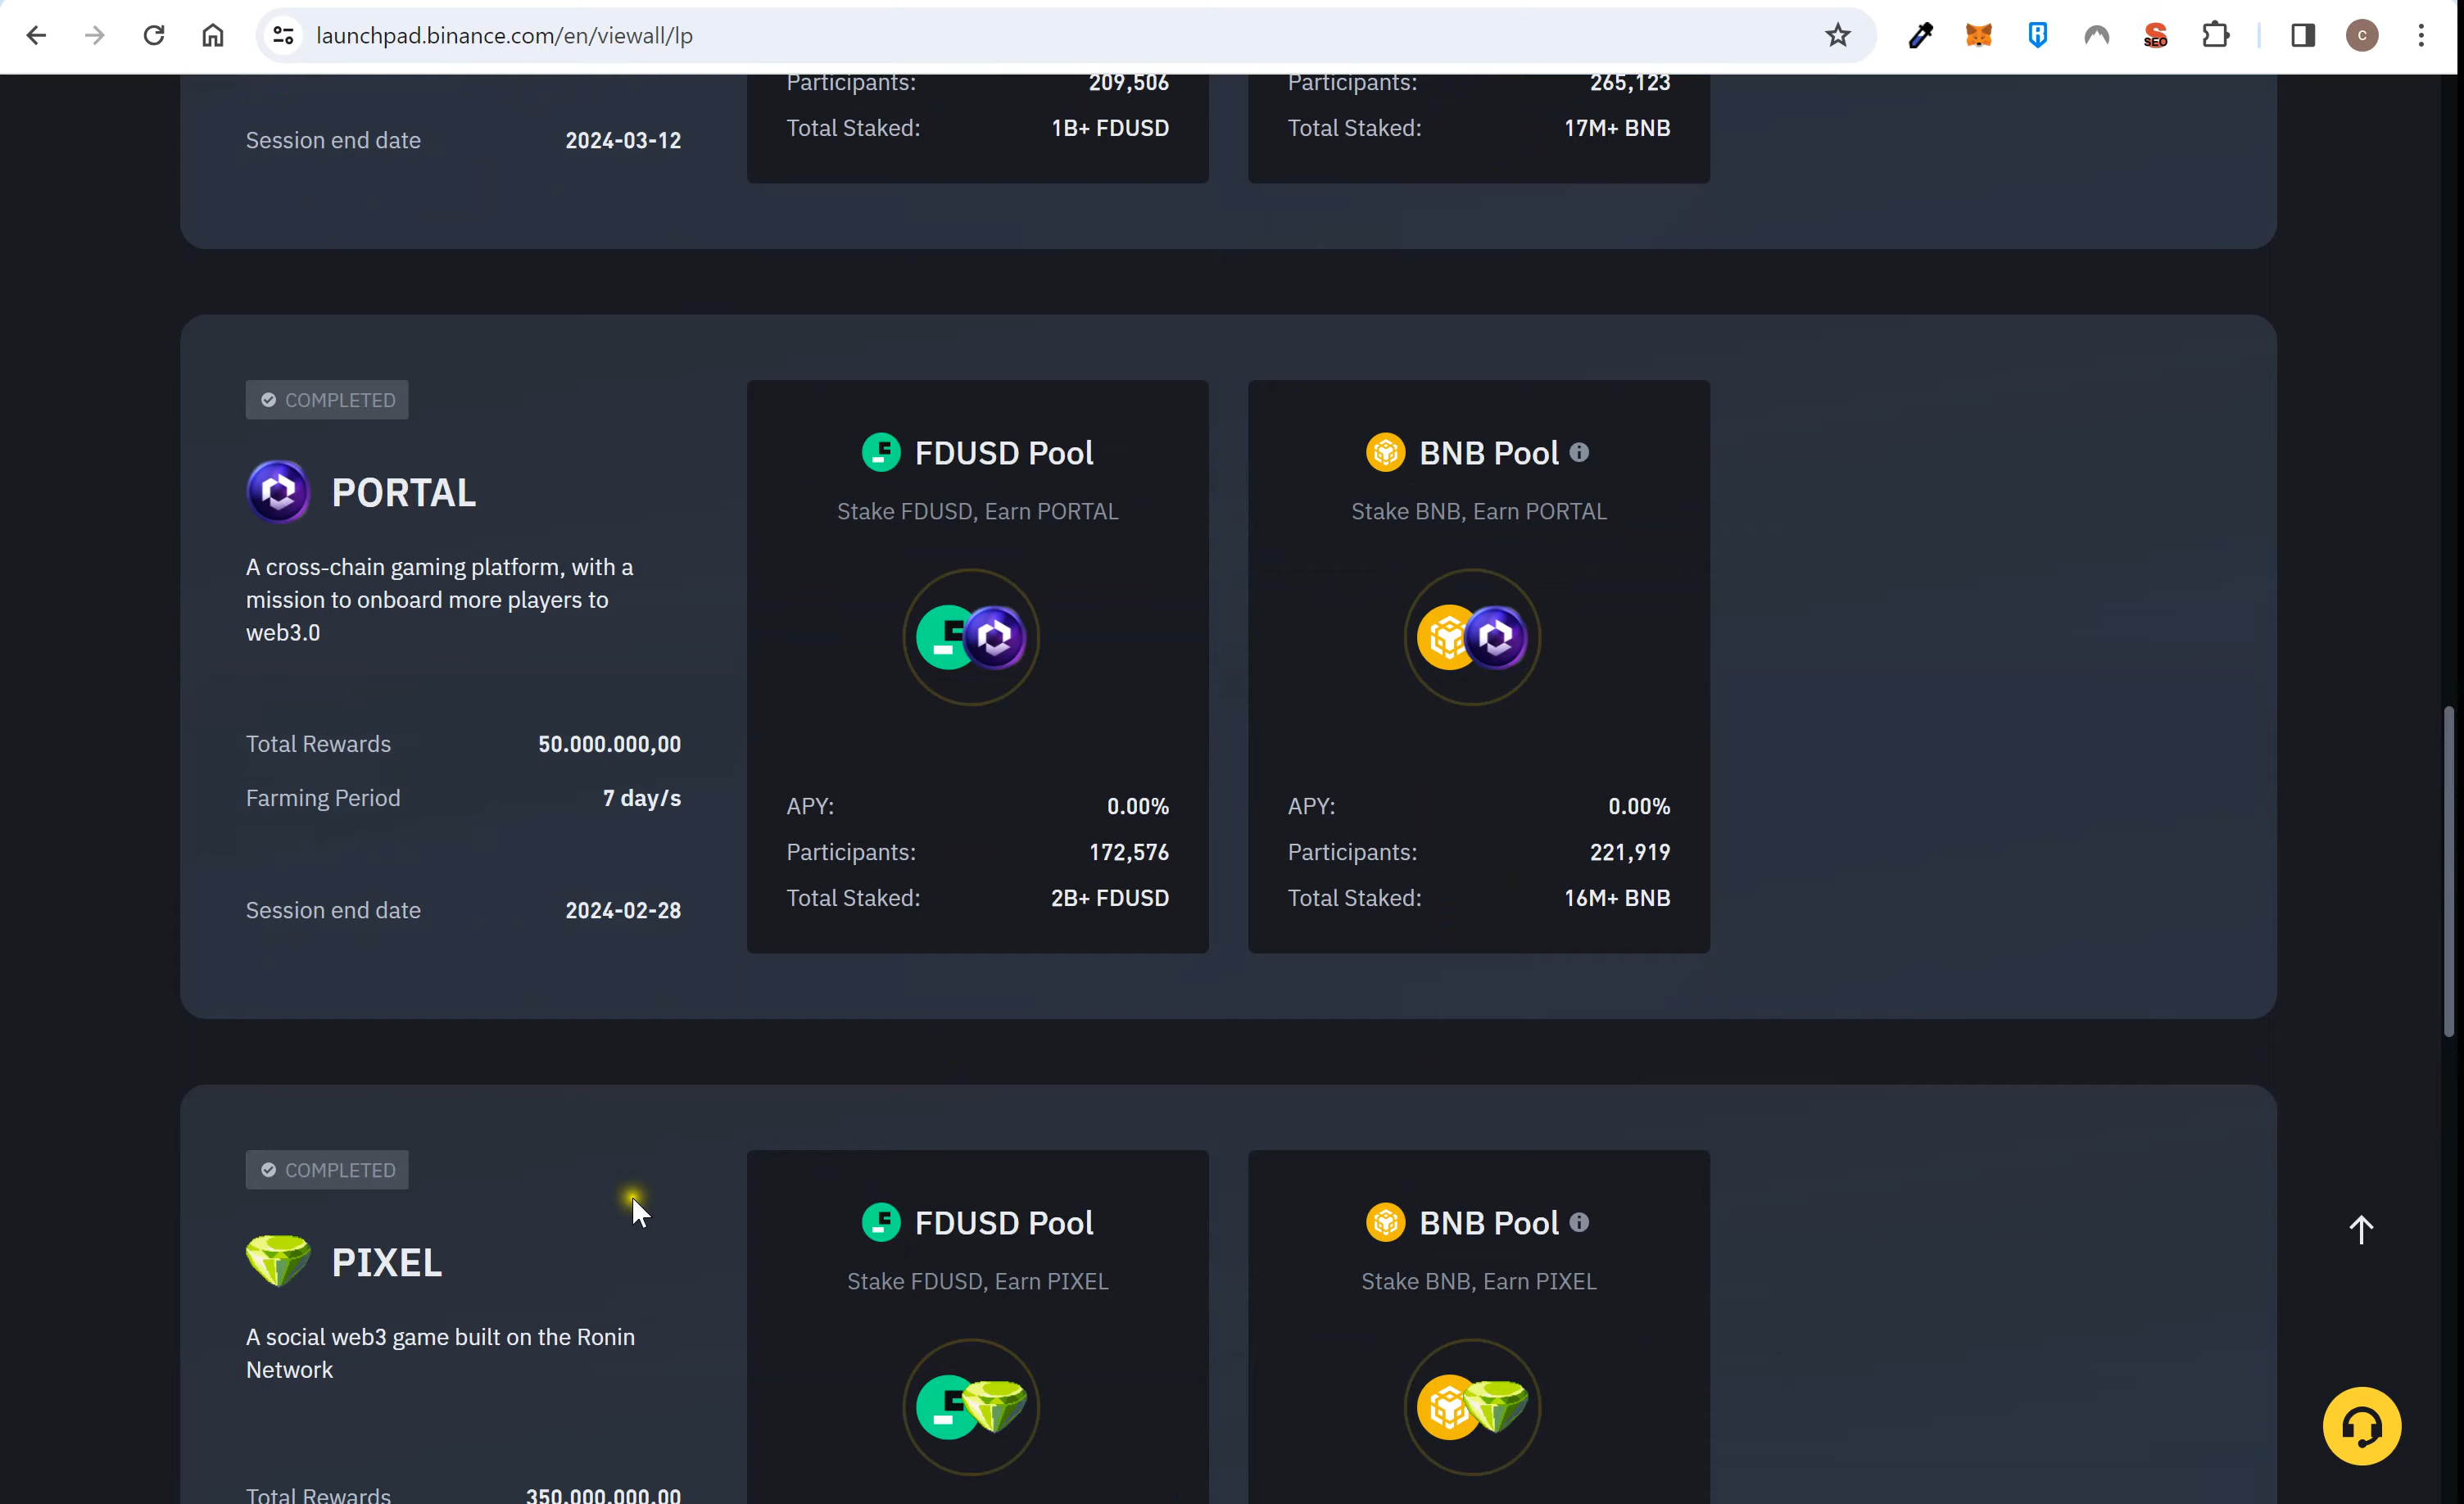 launchpad.binance.com/en/viewall/lp
SEO
c
Participants: 209,506
Participants: 265,123
Session end date 2024-03-12
Total Staked: 1B+ FDUSD
Total Staked: 17M+ BNB
COMPLETED
PORTAL
A cross-chain gaming platform, with a
mission to onboard more players to
web3.0
Total Rewards 50.000.000,00
Farming Period 7 day/s
Session end date 2024-02-28
FDUSD Pool
Stake FDUSD, Earn PORTAL
APY: 0.00%
Participants: 172,576
Total Staked: 2B+ FDUSD
BNB Pool
Stake BNB, Earn PORTAL
APY: 0.00%
Participants: 221,919
Total Staked: 16M+ BNB
COMPLETED
PIXEL
A social web3 game built on the Ronin
Network
Total Rewards 350.000.000,00
FDUSD Pool
Stake FDUSD, Earn PIXEL
BNB Pool
Stake BNB, Earn PIXEL